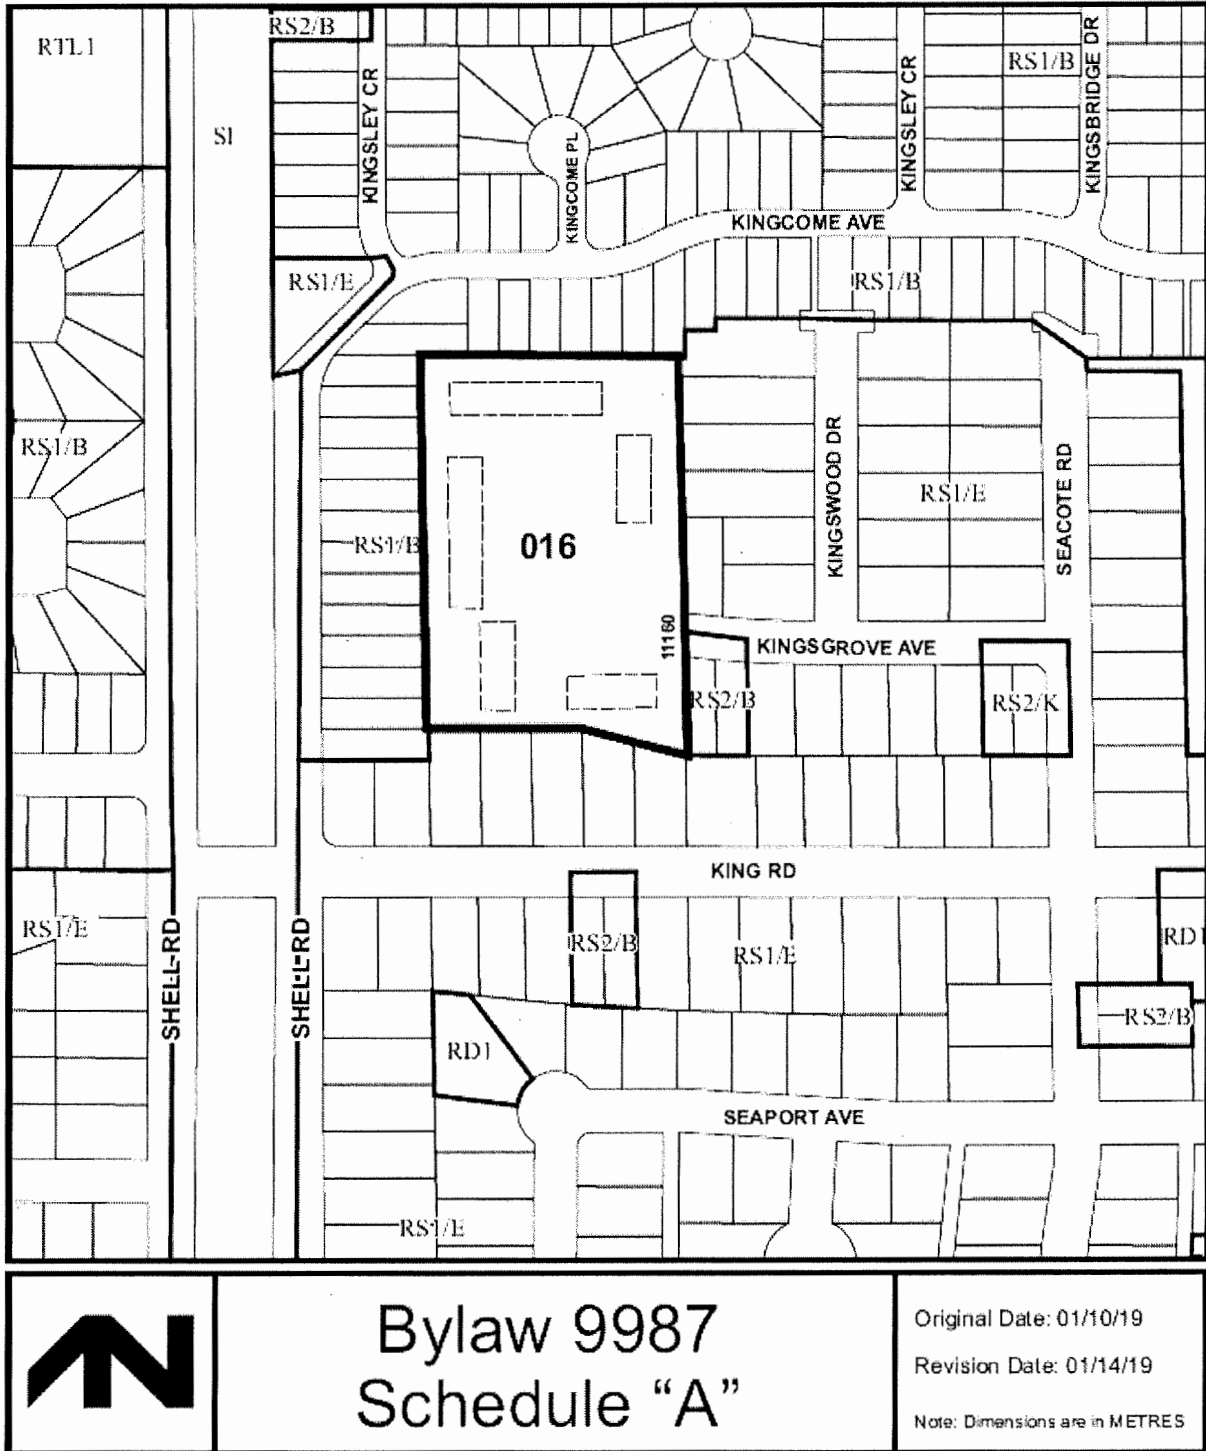 RS2/B
RTL1
RS1/B
KINGSLEY CR
KINGSLEY CR
KINGSBRIDGE DR
SI
KINGCOME PL
KINGCOME AVE
RS1/E
RS1/B
RS1/B
KINGSWOOD DR
SEACOTE RD
RS1/E
RS1/B
016
11160
KINGSGROVE AVE
RS2/B
RS2/K
KING RD
RS1/E
SHELL RD
SHELL RD
RS2/B
RS1/E
RD1
RS2/B
RD1
SEAPORT AVE
RS1/E
Bylaw 9987
Schedule “A”
Original Date: 01/10/19
Revision Date: 01/14/19
Note: Dimensions are in METRES